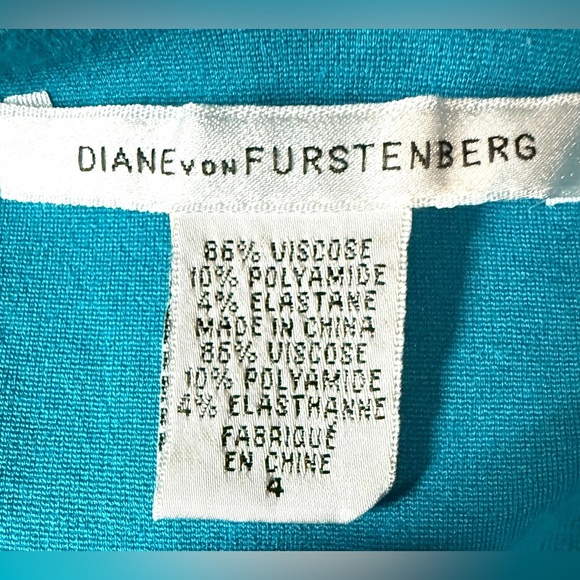 DIANE VON FURSTENBERG
86% VISCOSE
10% POLYAMIDE
4% ELASTANE
MADE IN CHINA
86% VISCOSE
10% POLYAMIDE
4% ELASTHANNE
FABRIQUÉ
EN CHINE
4